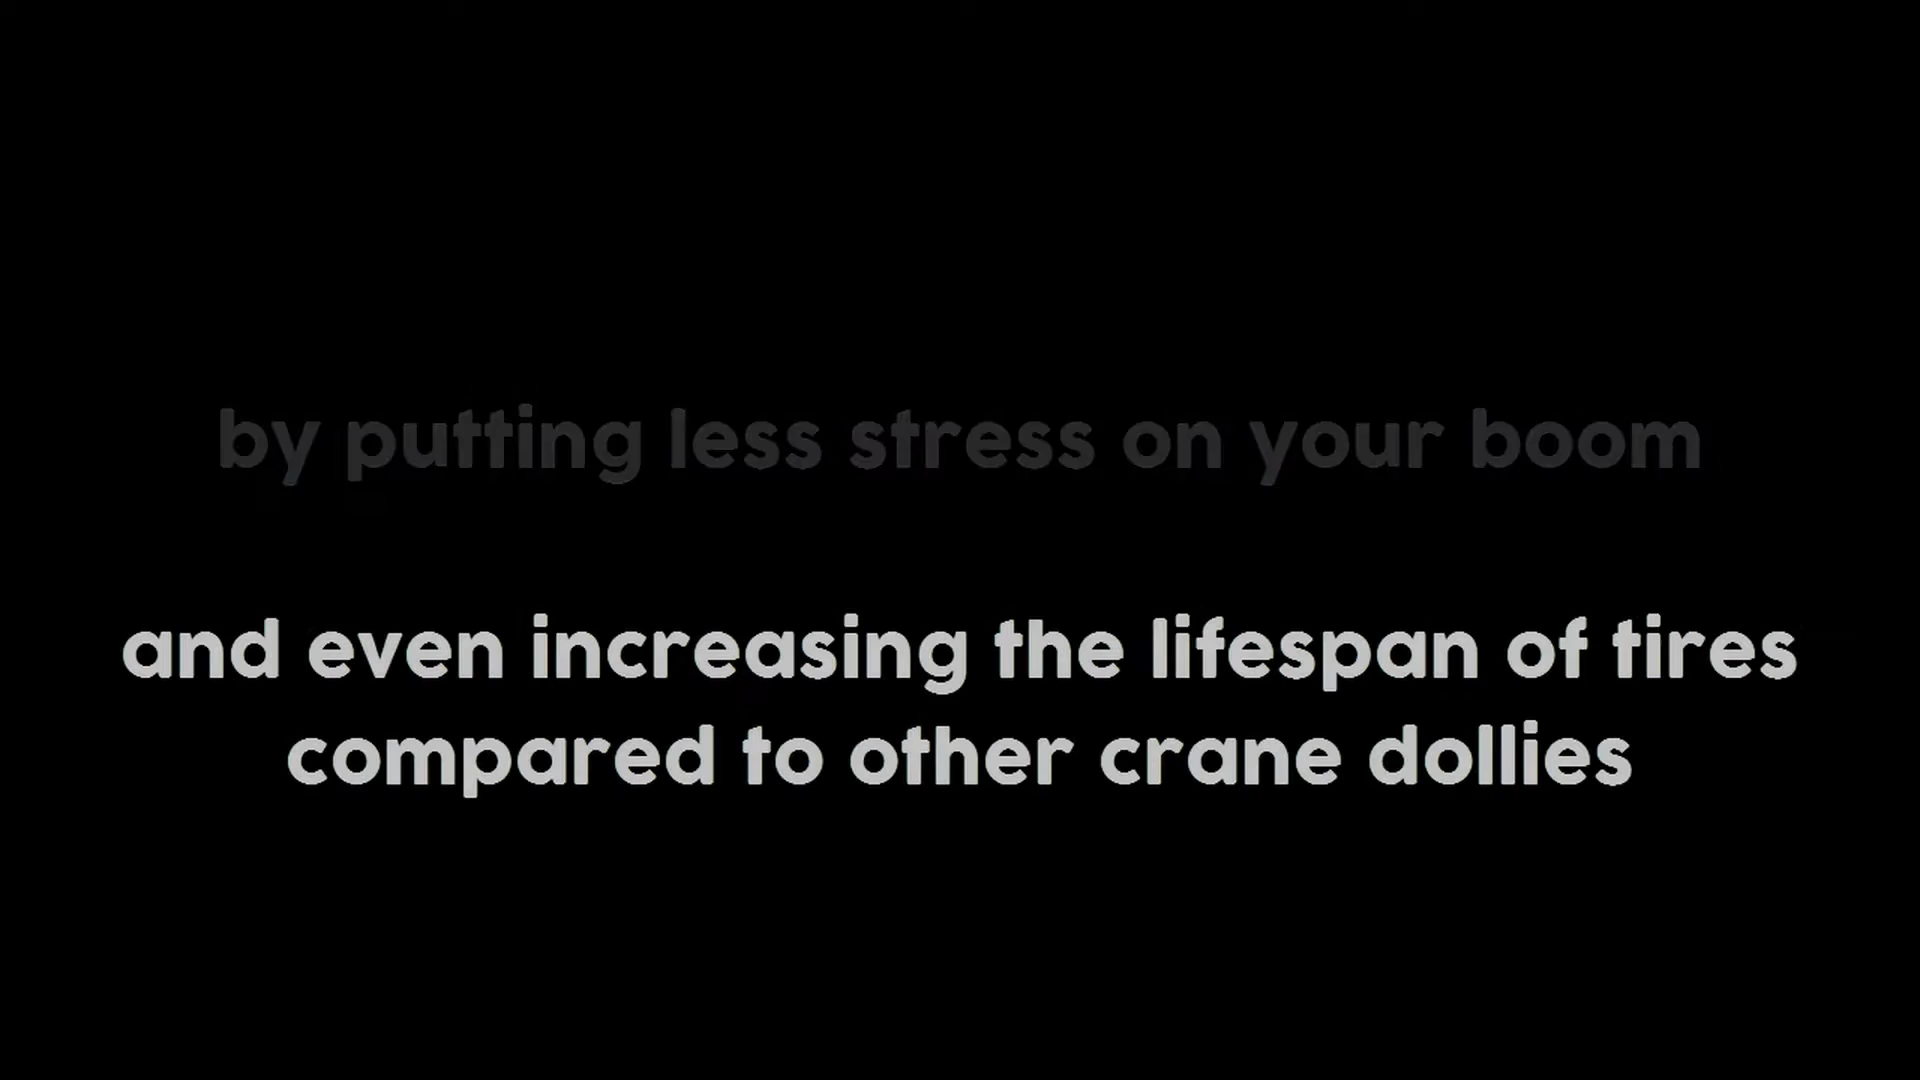 by putting less stress on your boom
and even increasing the lifespan of tires
compared to other crane dollies